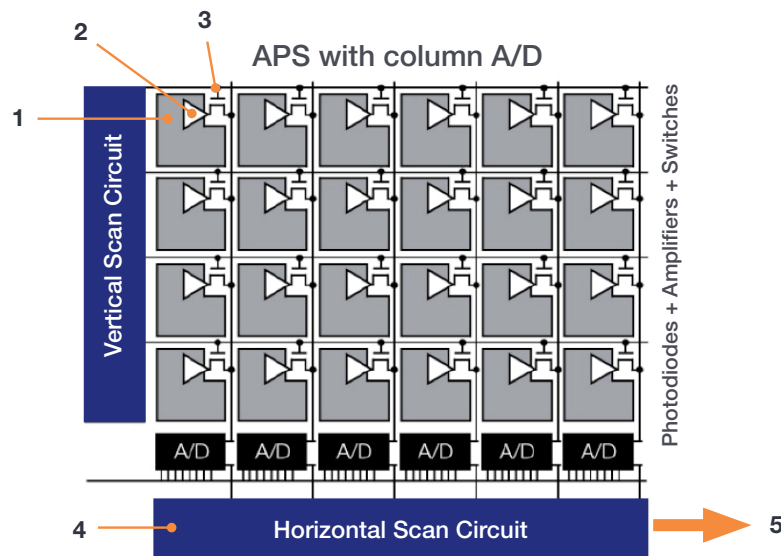 2
3
APS with column A/D
1
Vertical Scan Circuit
Photodiodes + Amplifiers + Switches
A/D
A/D
A/D
A/D
A/D
A/D
4
Horizontal Scan Circuit
5